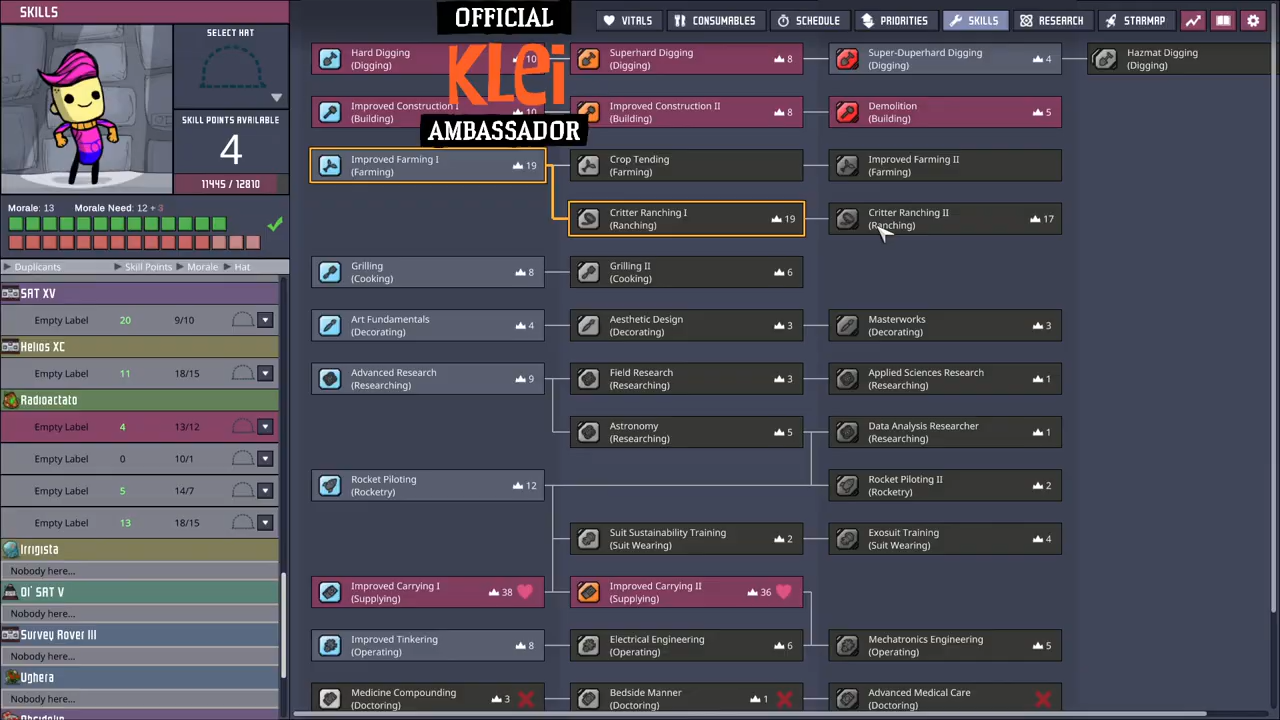 SKILLS
SELECT HAT
SKILL POINTS AVAILABLE
4
11445 / 12810
Morale: 13
Morale Need: 12 + 3
Duplicants
Skill Points
Morale
Hat
SAT XV
Empty Label 20 9/10
Helios XC
Empty Label 11 18/15
Radioactato
Empty Label 4 13/12
Empty Label 0 10/1
Empty Label 5 14/7
Empty Label 13 18/15
Irrigista
Nobody here...
Ol' SAT V
Nobody here...
Survey Rover III
Nobody here...
Ughera
Nobody here...
OFFICIAL
KLei
AMBASSADOR
VITALS
CONSUMABLES
SCHEDULE
PRIORITIES
SKILLS
RESEARCH
STARMAP
Hard Digging
(Digging)
10
Superhard Digging
(Digging)
8
Super-Duperhard Digging
(Digging)
4
Hazmat Digging
(Digging)
Improved Construction I
(Building)
10
Improved Construction II
(Building)
8
Demolition
(Building)
5
Improved Farming I
(Farming)
19
Crop Tending
(Farming)
Improved Farming II
(Farming)
Critter Ranching I
(Ranching)
19
Critter Ranching II
(Ranching)
17
Grilling
(Cooking)
8
Grilling II
(Cooking)
6
Art Fundamentals
(Decorating)
4
Aesthetic Design
(Decorating)
3
Masterworks
(Decorating)
3
Advanced Research
(Researching)
9
Field Research
(Researching)
3
Applied Sciences Research
(Researching)
1
Astronomy
(Researching)
5
Data Analysis Researcher
(Researching)
1
Rocket Piloting
(Rocketry)
12
Rocket Piloting II
(Rocketry)
2
Suit Sustainability Training
(Suit Wearing)
2
Exosuit Training
(Suit Wearing)
4
Improved Carrying I
(Supplying)
38
Improved Carrying II
(Supplying)
36
Improved Tinkering
(Operating)
8
Electrical Engineering
(Operating)
6
Mechatronics Engineering
(Operating)
5
Medicine Compounding
(Doctoring)
3
Bedside Manner
(Doctoring)
1
Advanced Medical Care
(Doctoring)